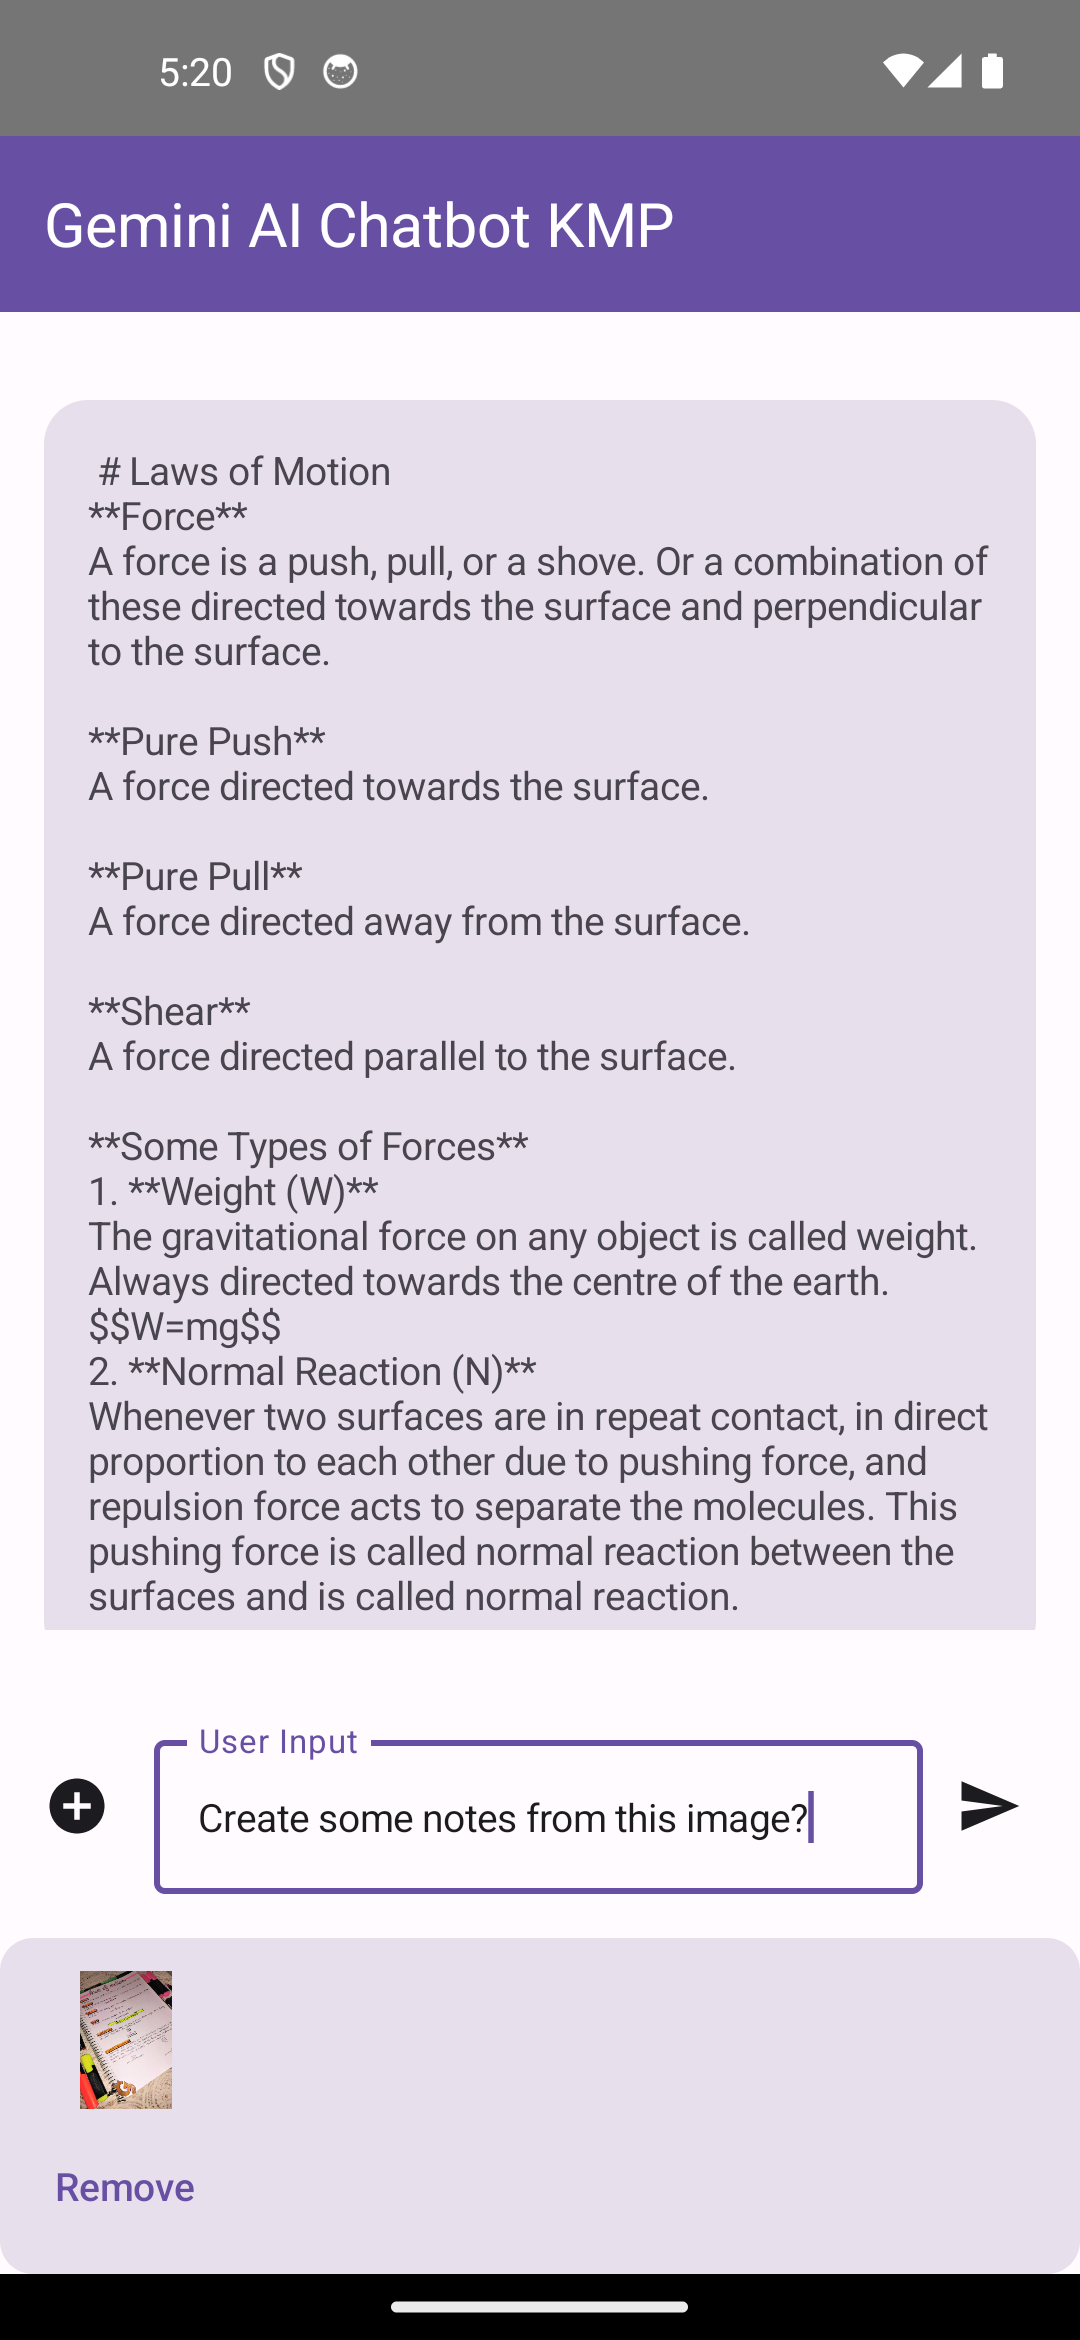 5:20
Gemini AI Chatbot KMP
# Laws of Motion
**Force**
A force is a push, pull, or a shove. Or a combination of
these directed towards the surface and perpendicular
to the surface.
**Pure Push**
A force directed towards the surface.
**Pure Pull**
A force directed away from the surface.
**Shear**
A force directed parallel to the surface.
**Some Types of Forces**
1. **Weight (W)**
The gravitational force on any object is called weight.
Always directed towards the centre of the earth.
$$W=mg$$
2. **Normal Reaction (N)**
Whenever two surfaces are in repeat contact, in direct
proportion to each other due to pushing force, and
repulsion force acts to separate the molecules. This
pushing force is called normal reaction between the
surfaces and is called normal reaction.
User Input
Create some notes from this image?
Remove